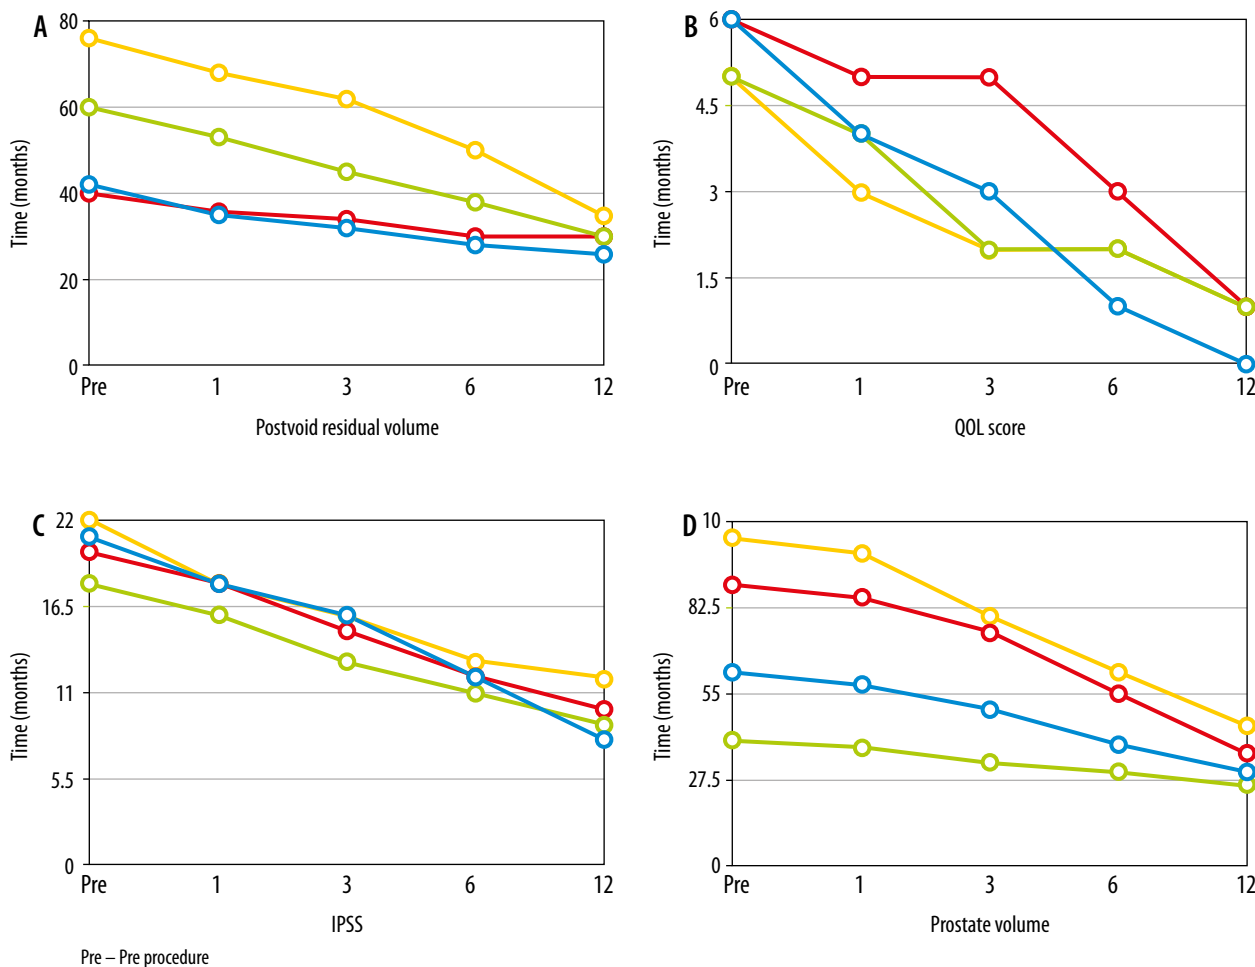 A
80
60
40
20
0
Time (months)
Pre 1 3 6 12
Postvoid residual volume
B
6
4.5
3
1.5
0
Time (months)
Pre 1 3 6 12
QOL score
C
22
16.5
11
5.5
0
Time (months)
Pre 1 3 6 12
IPSS
D
10
82.5
55
27.5
0
Time (months)
Pre 1 3 6 12
Prostate volume
Pre – Pre procedure